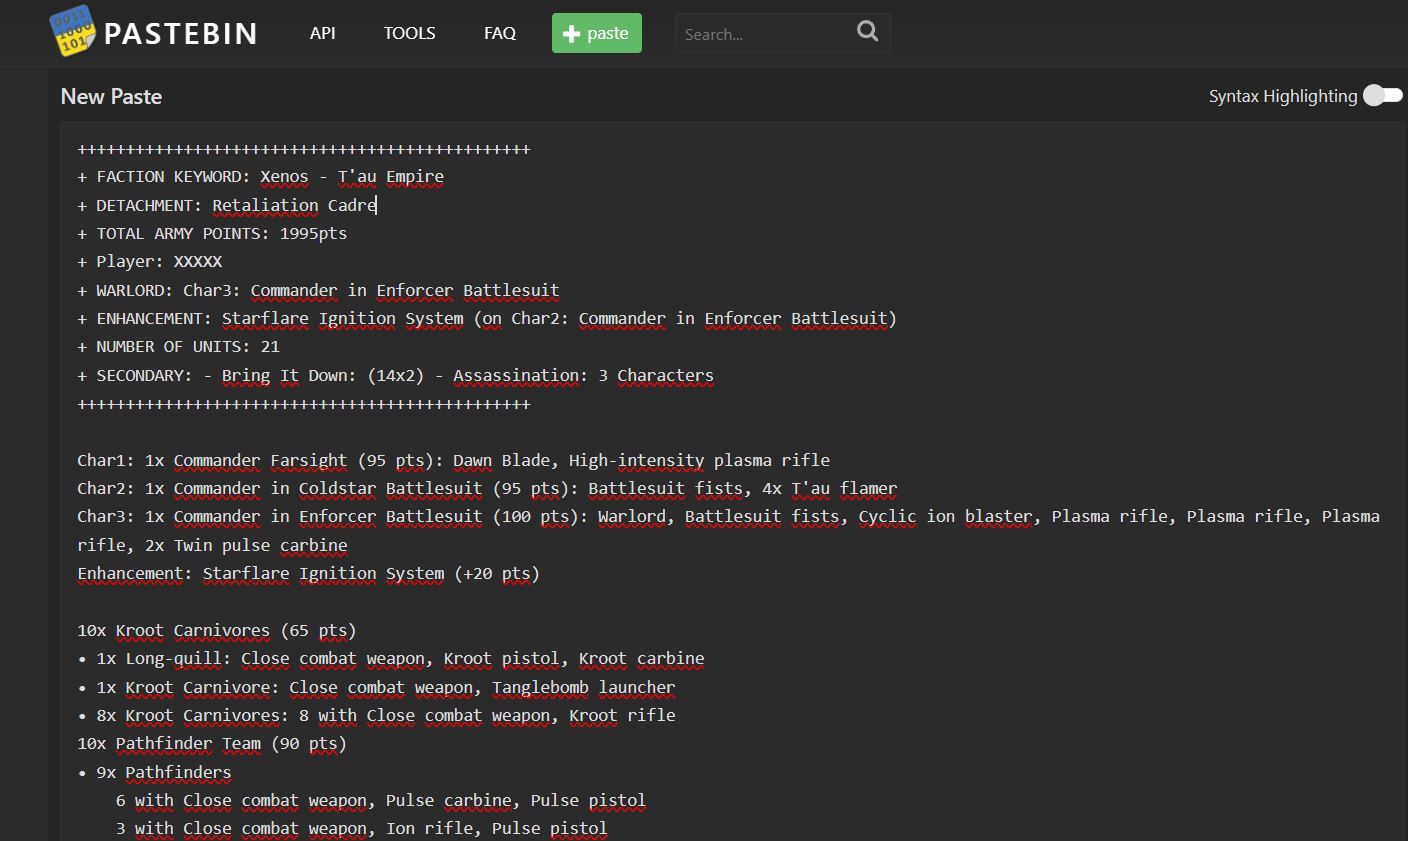 0011
1000
101
PASTEBIN
API
TOOLS
FAQ
+ paste
Search...
New Paste
Syntax Highlighting
+++++++++++++++++++++++++++++++++++++++++++++++
+ FACTION KEYWORD: Xenos - T'au Empire
+ DETACHMENT: Retaliation Cadre
+ TOTAL ARMY POINTS: 1995pts
+ Player: XXXXX
+ WARLORD: Char3: Commander in Enforcer Battlesuit
+ ENHANCEMENT: Starflare Ignition System (on Char2: Commander in Enforcer Battlesuit)
+ NUMBER OF UNITS: 21
+ SECONDARY: - Bring It Down: (14x2) - Assassination: 3 Characters
+++++++++++++++++++++++++++++++++++++++++++++++
Char1: 1x Commander Farsight (95 pts): Dawn Blade, High-intensity plasma rifle
Char2: 1x Commander in Coldstar Battlesuit (95 pts): Battlesuit fists, 4x T'au flamer
Char3: 1x Commander in Enforcer Battlesuit (100 pts): Warlord, Battlesuit fists, Cyclic ion blaster, Plasma rifle, Plasma rifle, Plasma
rifle, 2x Twin pulse carbine
Enhancement: Starflare Ignition System (+20 pts)
10x Kroot Carnivores (65 pts)
• 1x Long-quill: Close combat weapon, Kroot pistol, Kroot carbine
• 1x Kroot Carnivore: Close combat weapon, Tanglebomb launcher
• 8x Kroot Carnivores: 8 with Close combat weapon, Kroot rifle
10x Pathfinder Team (90 pts)
• 9x Pathfinders
6 with Close combat weapon, Pulse carbine, Pulse pistol
3 with Close combat weapon, Ion rifle, Pulse pistol